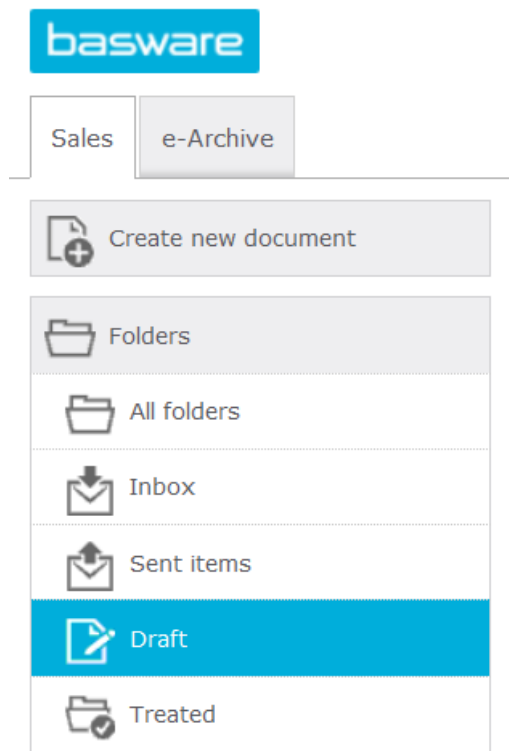 basware
Sales e-Archive
Create new document
Folders
All folders
Inbox
Sent items
Draft
Treated